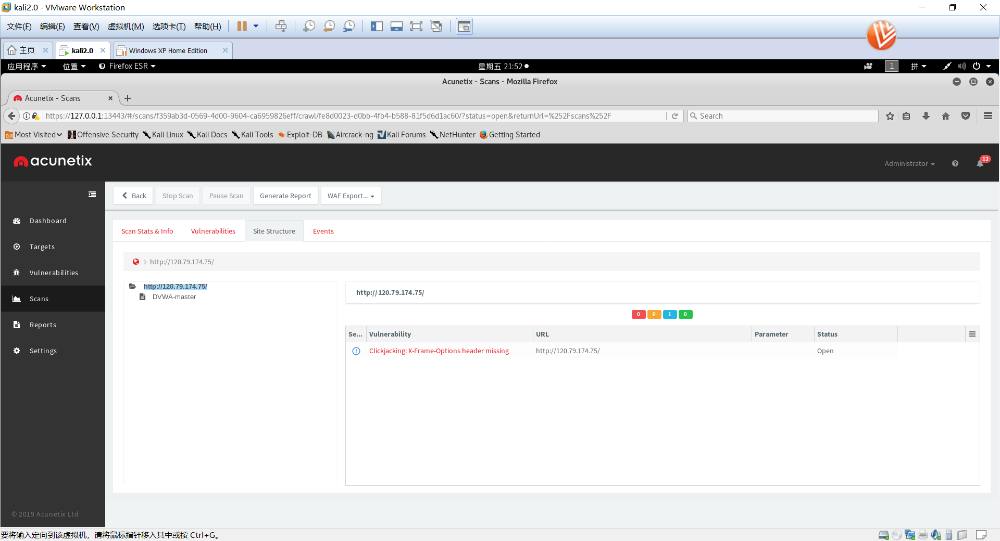 kali2.0 - VMware Workstation
文件(F) 编辑(E) 查看(V) 虚拟机(M) 选项卡(T) 帮助(H)
主页 kali2.0 Windows XP Home Edition
应用程序 位置 Firefox ESR 星期五 21:52 1 拼
Acunetix - Scans - Mozilla Firefox
Acunetix - Scans
https://127.0.0.1:13443/#/scans/f359ab3d-0569-4d00-9604-ca6959826eff/crawl/fe8d0023-d0bb-4fb4-b588-81f5d6d1ac60/?status=open&returnUrl=%252Fscans%252F Search
Most Visited Offensive Security Kali Linux Kali Docs Kali Tools Exploit-DB Aircrack-ng Kali Forums NetHunter Getting Started
acunetix Administrator 12
Back Stop Scan Pause Scan Generate Report WAF Export...
Dashboard
Targets
Vulnerabilities
Scans
Reports
Settings
© 2019 Acunetix Ltd
Scan Stats & Info Vulnerabilities Site Structure Events
http://120.79.174.75/
http://120.79.174.75/
DVWA-master
http://120.79.174.75/
0 0 1 0
Se... Vulnerability URL Parameter Status
Clickjacking: X-Frame-Options header missing http://120.79.174.75/ Open
要将输入定向到该虚拟机，请将鼠标指针移入其中或按 Ctrl+G。